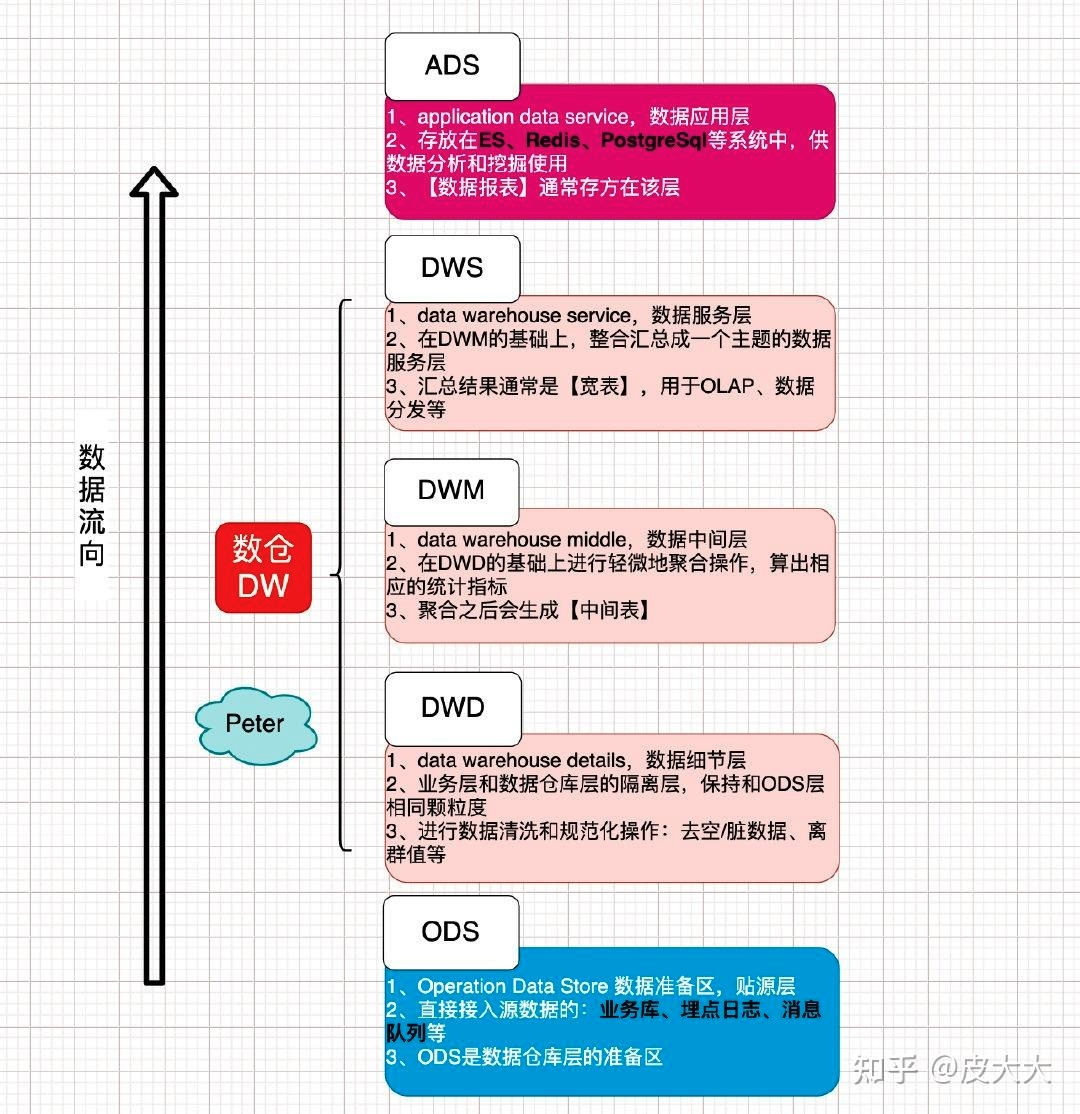 ADS
1、application data service，数据应用层
2、存放在ES、Redis、PostgreSql等系统中，供
数据分析和挖掘使用
3、【数据报表】通常存方在该层
DWS
1、data warehouse service，数据服务层
2、在DWM的基础上，整合汇总成一个主题的数据
服务层
3、汇总结果通常是【宽表】，用于OLAP、数据
分发等
数据流向
DWM
数仓
DW
1、data warehouse middle，数据中间层
2、在DWD的基础上进行轻微地聚合操作，算出相
应的统计指标
3、聚合之后会生成【中间表】
DWD
Peter
1、data warehouse details，数据细节层
2、业务层和数据仓库层的隔离层，保持和ODS层
相同颗粒度
3、进行数据清洗和规范化操作：去空/脏数据、离
群值等
ODS
1、Operation Data Store 数据准备区，贴源层
2、直接接入源数据的：业务库、埋点日志、消息
队列等
3、ODS是数据仓库层的准备区
知乎 @皮大大